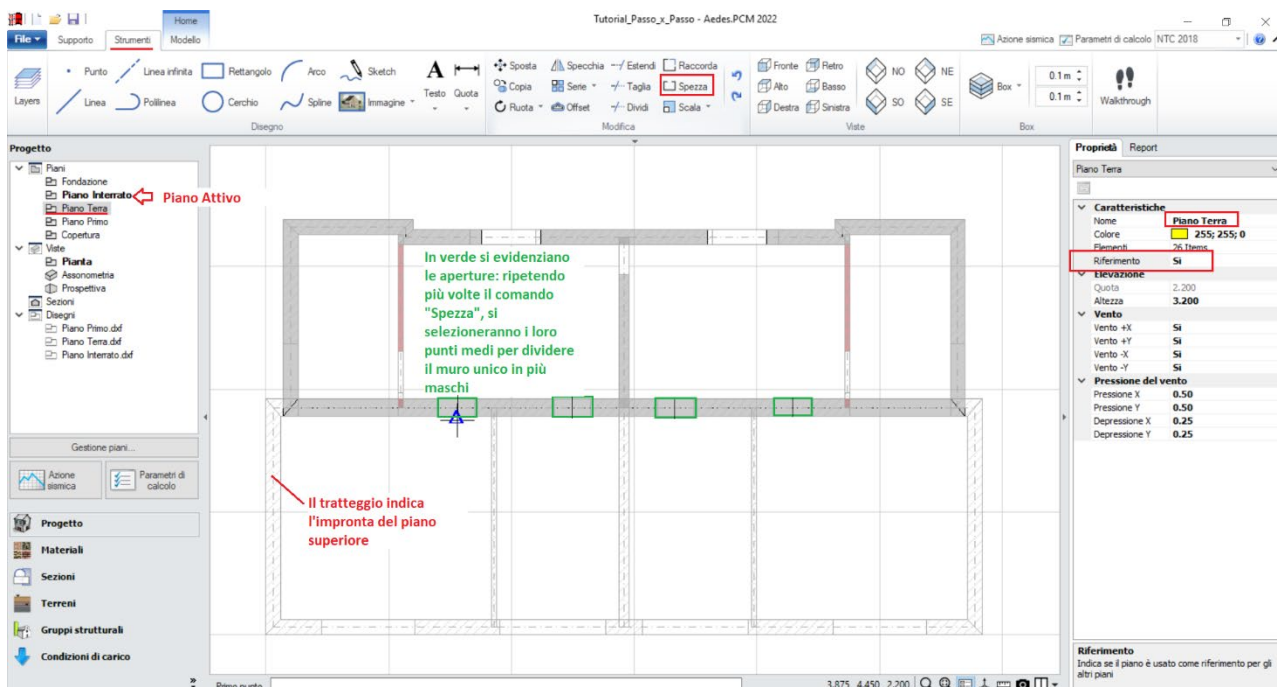 Tutorial_Passo_x_Passo - Aedes.PCM 2022
Home
File
Supporto
Strumenti
Modello
Azione sismica
Parametri di calcolo
NTC 2018
Layers
Punto
Linea infinita
Rettangolo
Arco
Sketch
Linea
Polilinea
Cerchio
Spline
Immagine
Testo
Quota
Disegno
Sposta
Specchia
Estendi
Raccorda
Copia
Serie
Taglia
Spezza
Ruota
Offset
Dividi
Scala
Modifica
Fronte
Retro
Alto
Basso
Destra
Sinistra
NO
NE
SO
SE
Viste
Box
0.1 m
0.1 m
Box
Walkthrough
Progetto
Piani
Fondazione
Piano Interrato
Piano Terra
Piano Primo
Copertura
Viste
Pianta
Assonometria
Prospettiva
Sezioni
Disegni
Piano Primo.dxf
Piano Terra.dxf
Piano Interrato.dxf
Piano Attivo
Gestione piani...
Azione
sismica
Parametri di
calcolo
Progetto
Materiali
Sezioni
Terreni
Gruppi strutturali
Condizioni di carico
In verde si evidenziano
le aperture: ripetendo
più volte il comando
"Spezza", si
selezioneranno i loro
punti medi per dividere
il muro unico in più
maschi
Il tratteggio indica
l'impronta del piano
superiore
Primo punto
3.875 4.450 2.200
Proprietà
Report
Piano Terra
Caratteristiche
Nome Piano Terra
Colore 255; 255; 0
Elementi 26 Items
Riferimento Sì
Elevazione
Quota 2.200
Altezza 3.200
Vento
Vento +X Sì
Vento +Y Sì
Vento -X Sì
Vento -Y Sì
Pressione del vento
Pressione X 0.50
Pressione Y 0.50
Depressione X 0.25
Depressione Y 0.25
Riferimento
Indica se il piano è usato come riferimento per gli
altri piani